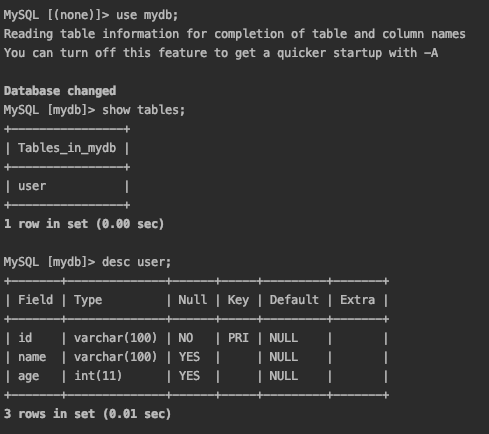 MySQL [(none)]> use mydb;
Reading table information for completion of table and column names
You can turn off this feature to get a quicker startup with -A

Database changed
MySQL [mydb]> show tables;
+----------------+
| Tables_in_mydb |
+----------------+
| user           |
+----------------+
1 row in set (0.00 sec)

MySQL [mydb]> desc user;
+-------+--------------+------+-----+---------+-------+
| Field | Type         | Null | Key | Default | Extra |
+-------+--------------+------+-----+---------+-------+
| id    | varchar(100) | NO   | PRI | NULL    |       |
| name  | varchar(100) | YES  |     | NULL    |       |
| age   | int(11)      | YES  |     | NULL    |       |
+-------+--------------+------+-----+---------+-------+
3 rows in set (0.01 sec)